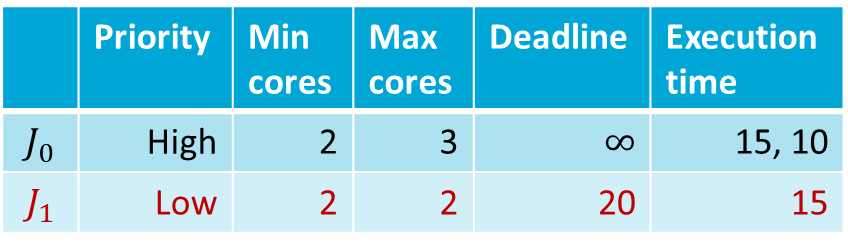 Priority Min cores Max cores Deadline Execution time
J₀ High 2 3 ∞ 15, 10
J₁ Low 2 2 20 15